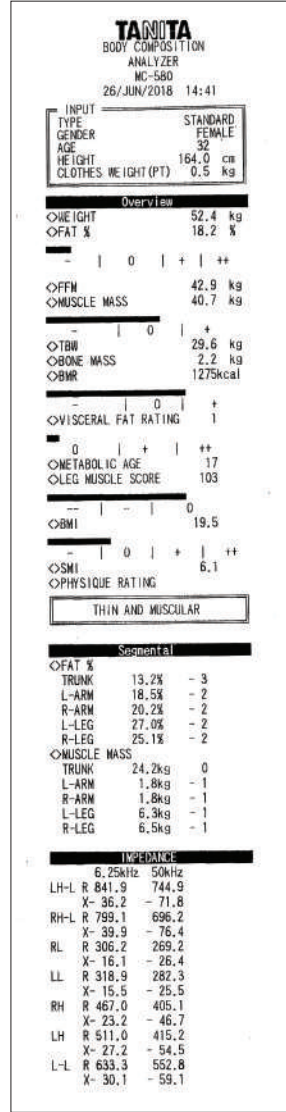 TANITA
BODY COMPOSITION
ANALYZER
MC-580
26/JUN/2018 14:41
INPUT
TYPE STANDARD
GENDER FEMALE
AGE 32
HEIGHT 164.0 cm
CLOTHES WEIGHT(PT) 0.5 kg
Overview
◇WEIGHT 52.4 kg
◇FAT % 18.2 %
- | 0 | + | ++
◇FFM 42.9 kg
◇MUSCLE MASS 40.7 kg
- | 0 | +
◇TBW 29.6 kg
◇BONE MASS 2.2 kg
◇BMR 1275kcal
- | 0 | +
◇VISCERAL FAT RATING 1
0 | + | ++
◇METABOLIC AGE 17
◇LEG MUSCLE SCORE 103
-- | - | 0
◇BMI 19.5
- | 0 | + | ++
◇SMI 6.1
◇PHYSIQUE RATING
THIN AND MUSCULAR
Segmental
◇FAT %
TRUNK 13.2% - 3
L-ARM 18.5% - 2
R-ARM 20.2% - 2
L-LEG 27.0% - 2
R-LEG 25.1% - 2
◇MUSCLE MASS
TRUNK 24.2kg 0
L-ARM 1.8kg - 1
R-ARM 1.8kg - 1
L-LEG 6.3kg - 1
R-LEG 6.5kg - 1
IMPEDANCE
6.25kHz 50kHz
LH-L R 841.9 744.9
X- 36.2 - 71.8
RH-L R 799.1 696.2
X- 39.9 - 76.4
RL R 306.2 269.2
X- 16.1 - 26.4
LL R 318.9 282.3
X- 15.5 - 25.5
RH R 467.0 405.1
X- 23.2 - 46.7
LH R 511.0 415.2
X- 27.2 - 54.5
L-L R 633.3 552.8
X- 30.1 - 59.1